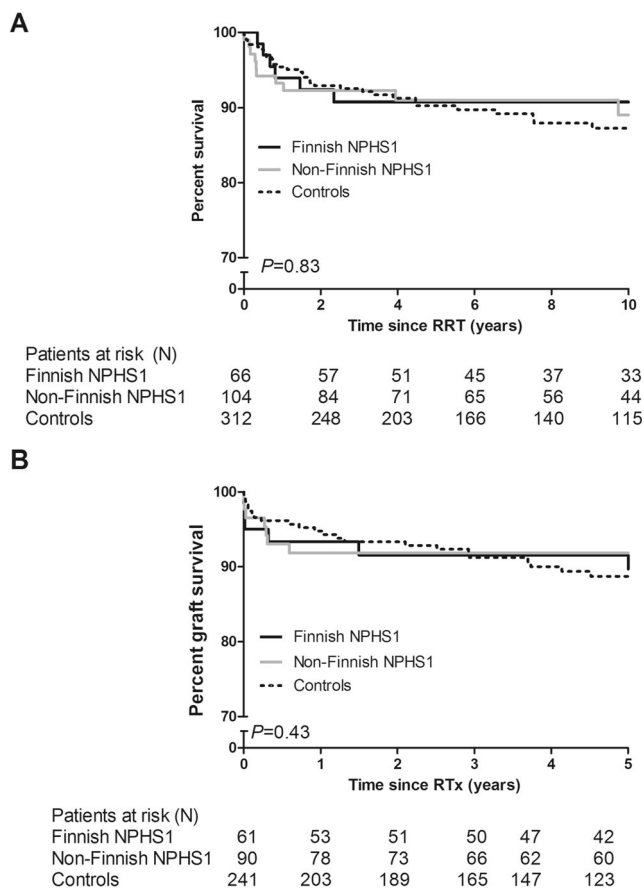 A
100
90
80
70
0
Percent survival
Finnish NPHS1
Non-Finnish NPHS1
Controls
P=0.83
0 2 4 6 8 10
Time since RRT (years)
Patients at risk (N)
Finnish NPHS1 66 57 51 45 37 33
Non-Finnish NPHS1 104 84 71 65 56 44
Controls 312 248 203 166 140 115
B
100
90
80
70
0
Percent graft survival
Finnish NPHS1
Non-Finnish NPHS1
Controls
P=0.43
0 1 2 3 4 5
Time since RTx (years)
Patients at risk (N)
Finnish NPHS1 61 53 51 50 47 42
Non-Finnish NPHS1 90 78 73 66 62 60
Controls 241 203 189 165 147 123